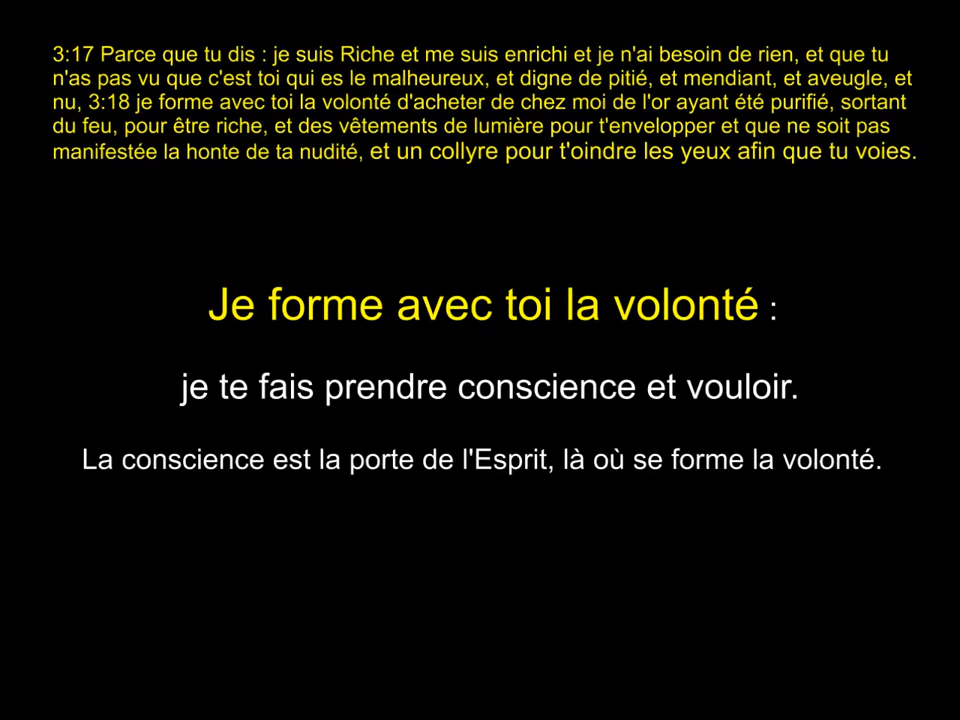 3:17 Parce que tu dis : je suis Riche et me suis enrichi et je n'ai besoin de rien, et que tu
n'as pas vu que c'est toi qui es le malheureux, et digne de pitié, et mendiant, et aveugle, et
nu, 3:18 je forme avec toi la volonté d'acheter de chez moi de l'or ayant été purifié, sortant
du feu, pour être riche, et des vêtements de lumière pour t'envelopper et que ne soit pas
manifestée la honte de ta nudité, et un collyre pour t'oindre les yeux afin que tu voies.
Je forme avec toi la volonté :
je te fais prendre conscience et vouloir.
La conscience est la porte de l'Esprit, là où se forme la volonté.